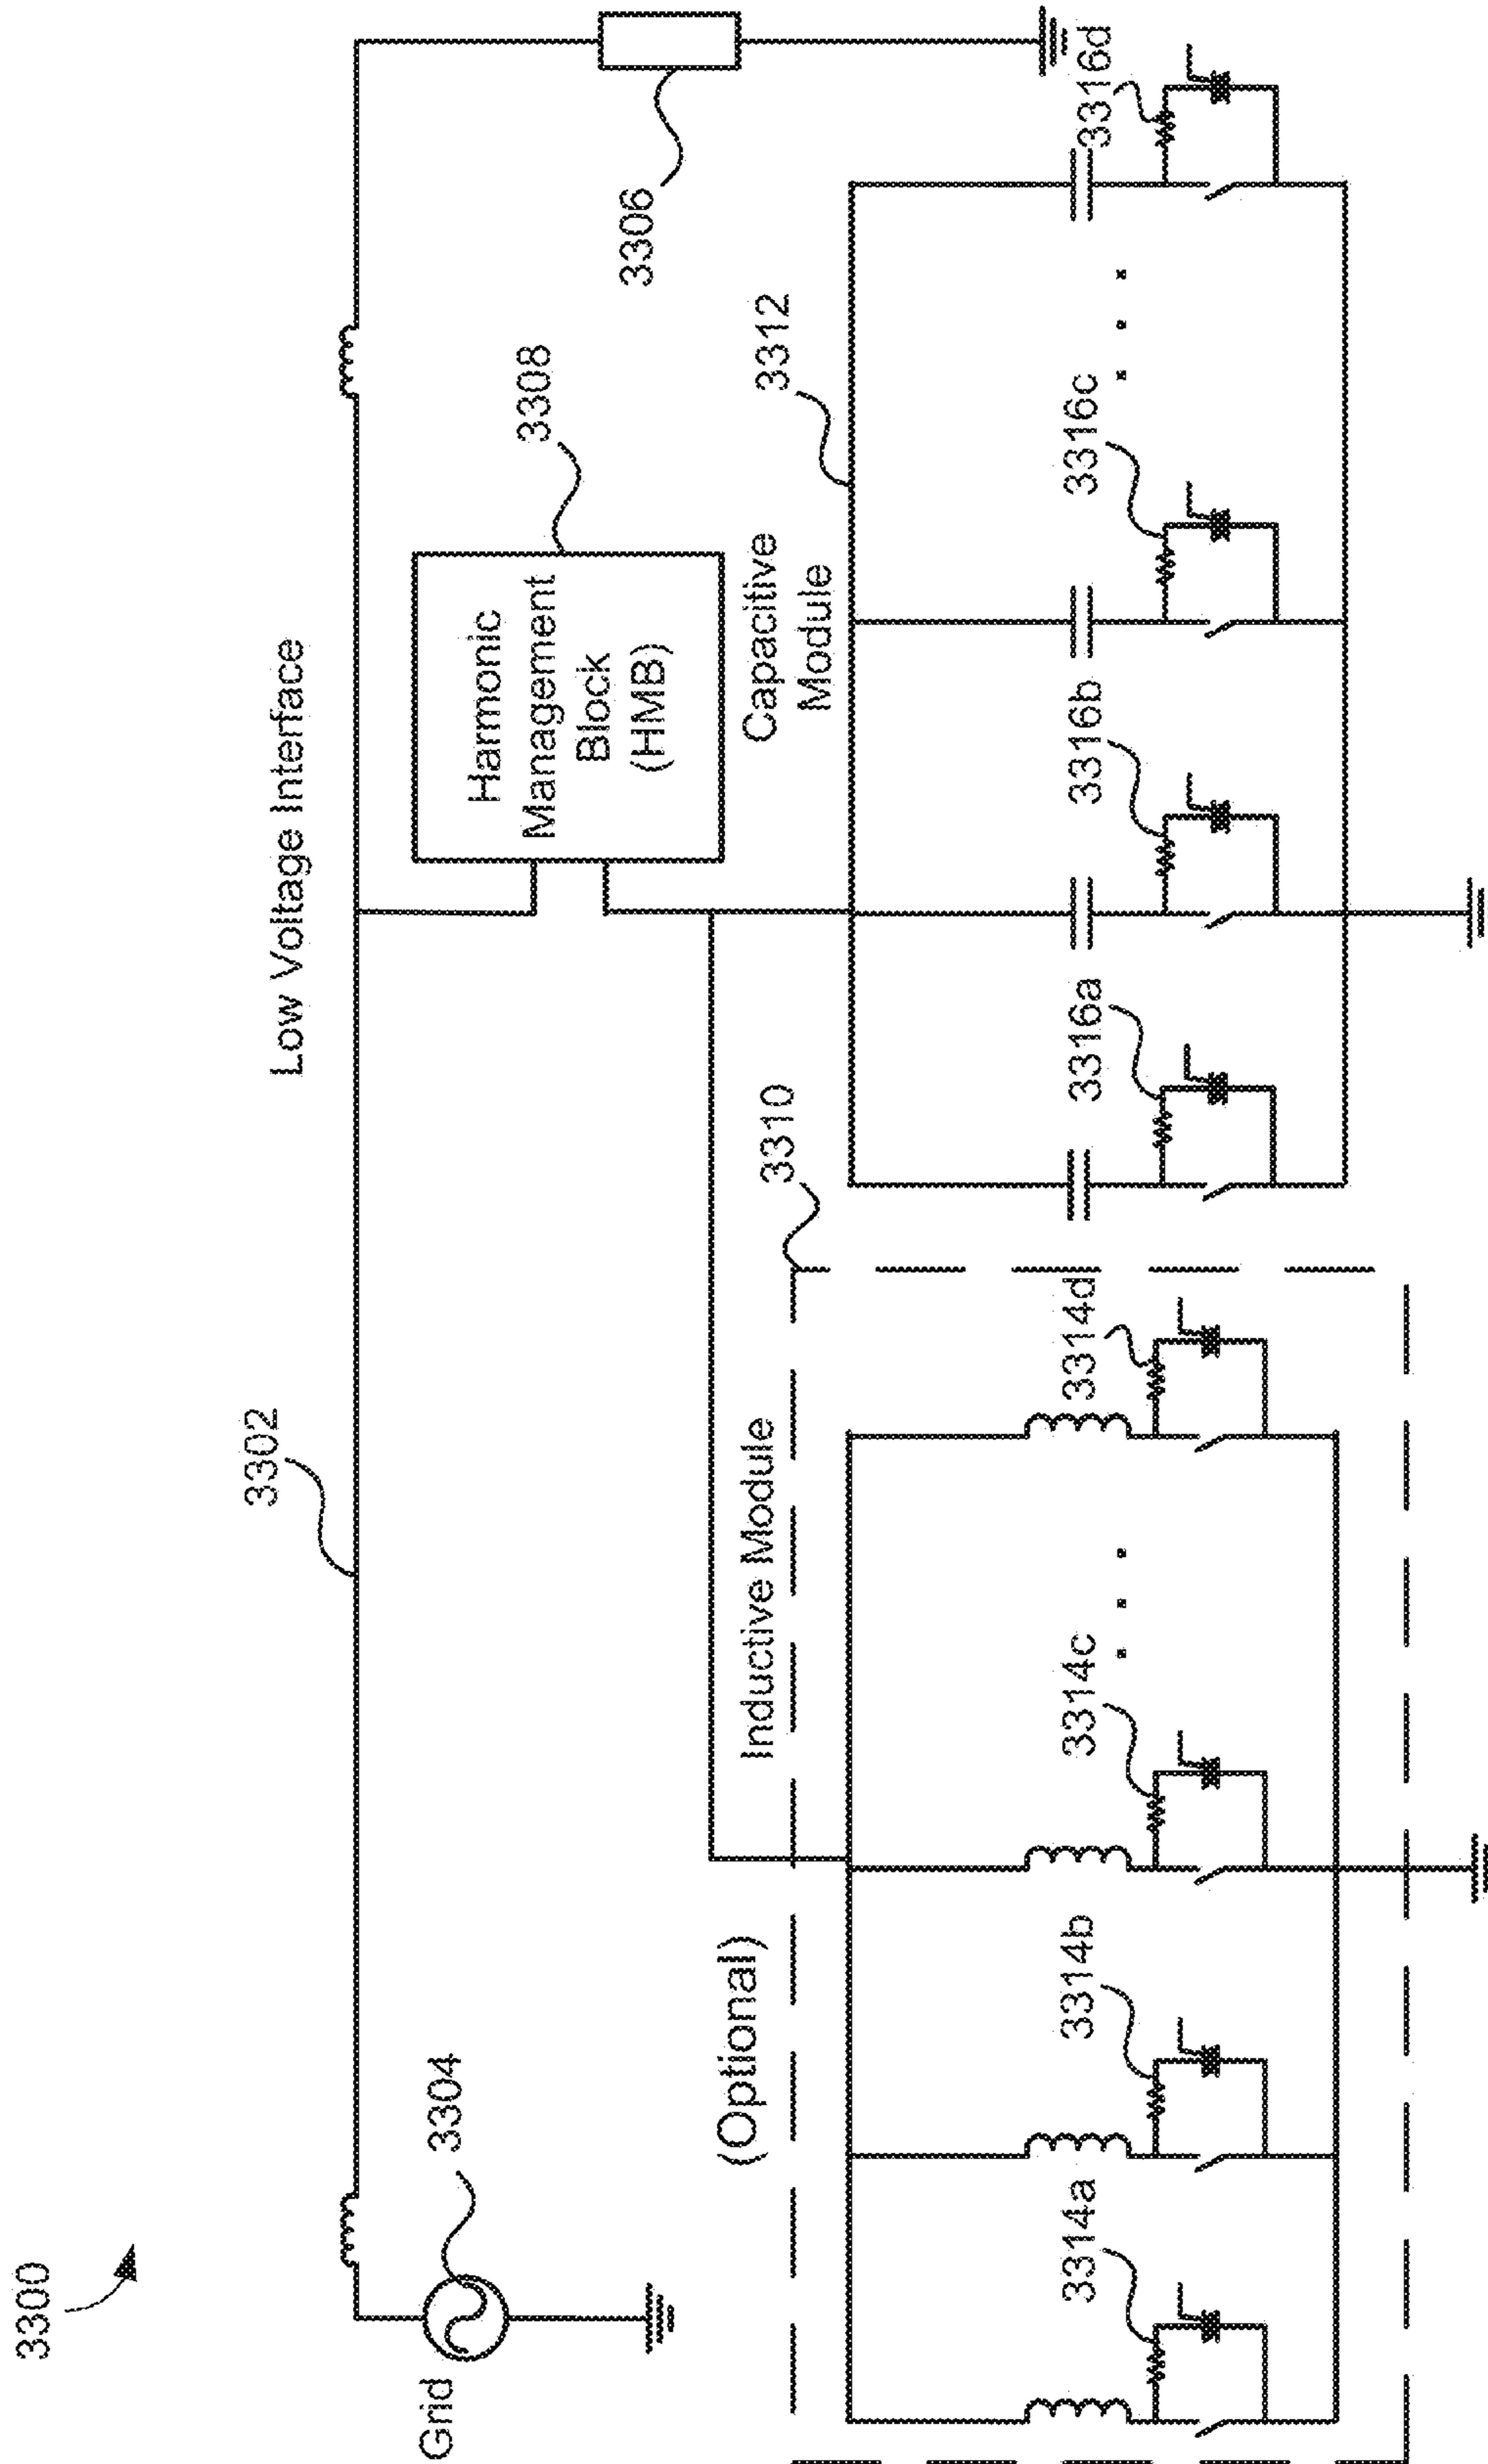 3300
Low Voltage Interface
3302
Grid
3304
3306
Harmonic
Management
Block
(HMB)
3308
(Optional)
Inductive Module
3310
Capacitive
Module
3312
3314a
3314b
3314c
3314d
3316a
3316b
3316c
3316d